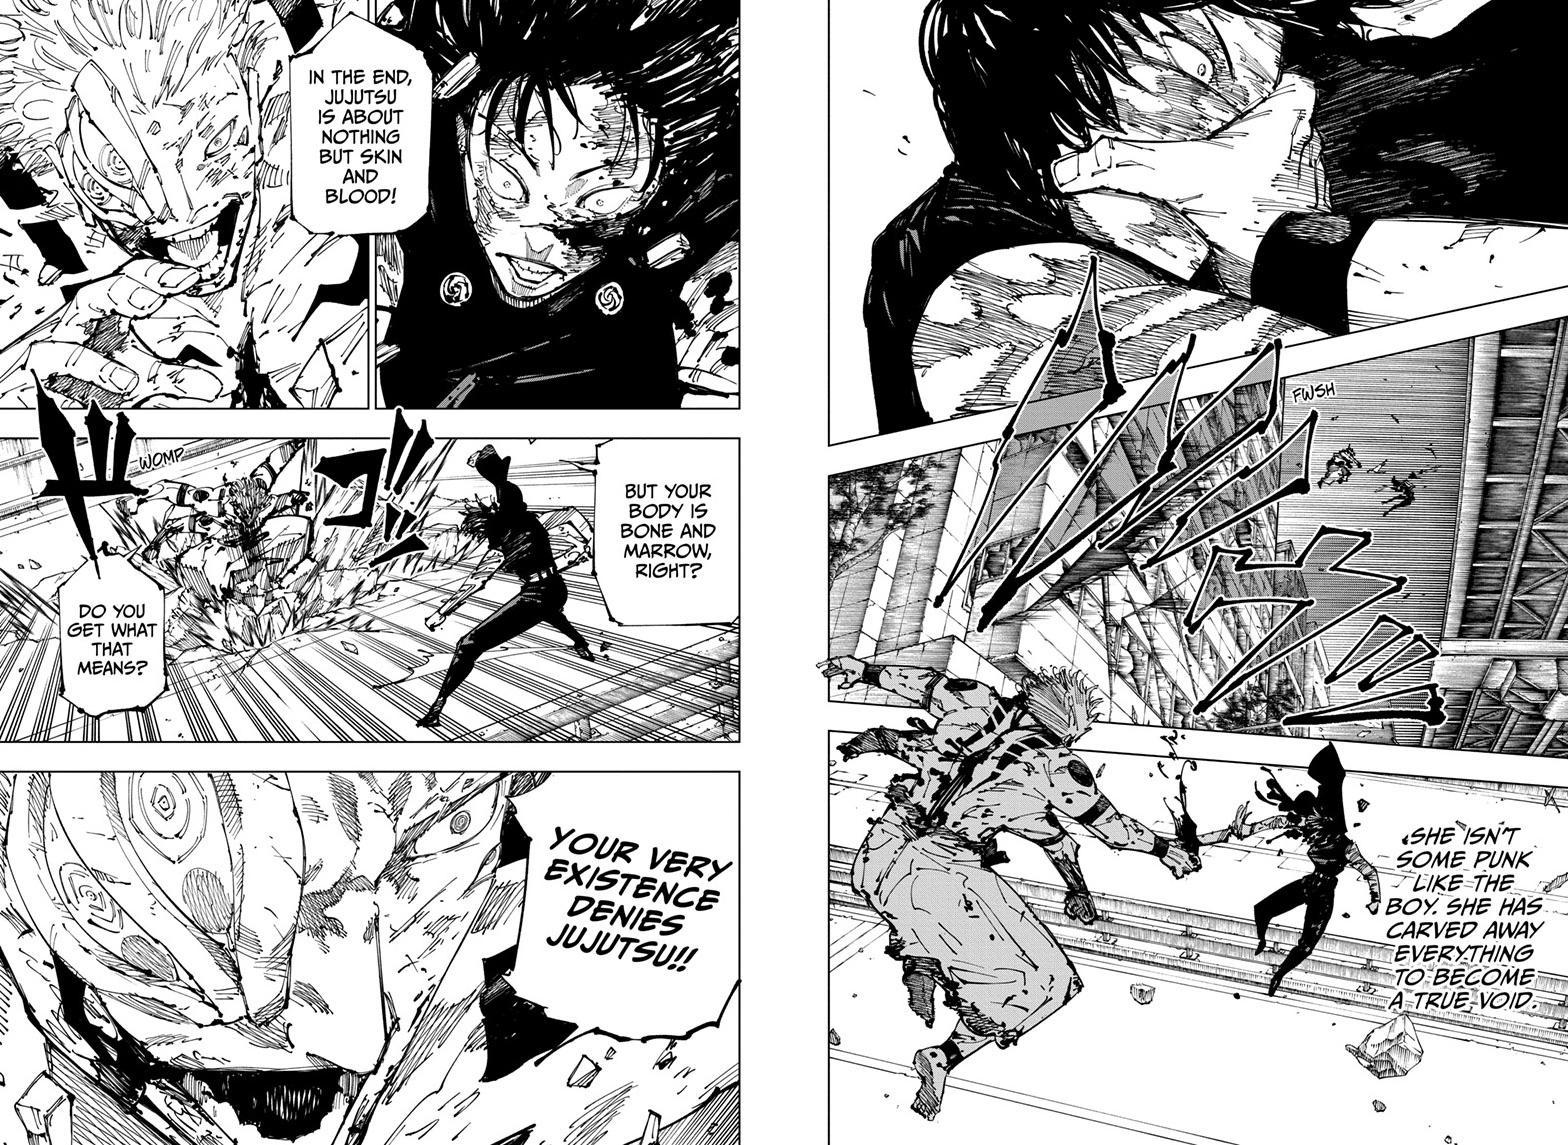 FWSH
SHE ISN'T
SOME PUNK
LIKE THE
BOY. SHE HAS
CARVED AWAY
EVERYTHING
TO BECOME
A TRUE VOID.
IN THE END,
JUJUTSU
IS ABOUT
NOTHING
BUT SKIN
AND
BLOOD!
BUT YOUR
BODY IS
BONE AND
MARROW,
RIGHT?
WOMP
DO YOU
GET WHAT
THAT
MEANS?
YOUR VERY
EXISTENCE
DENIES
JUJUTSU!!